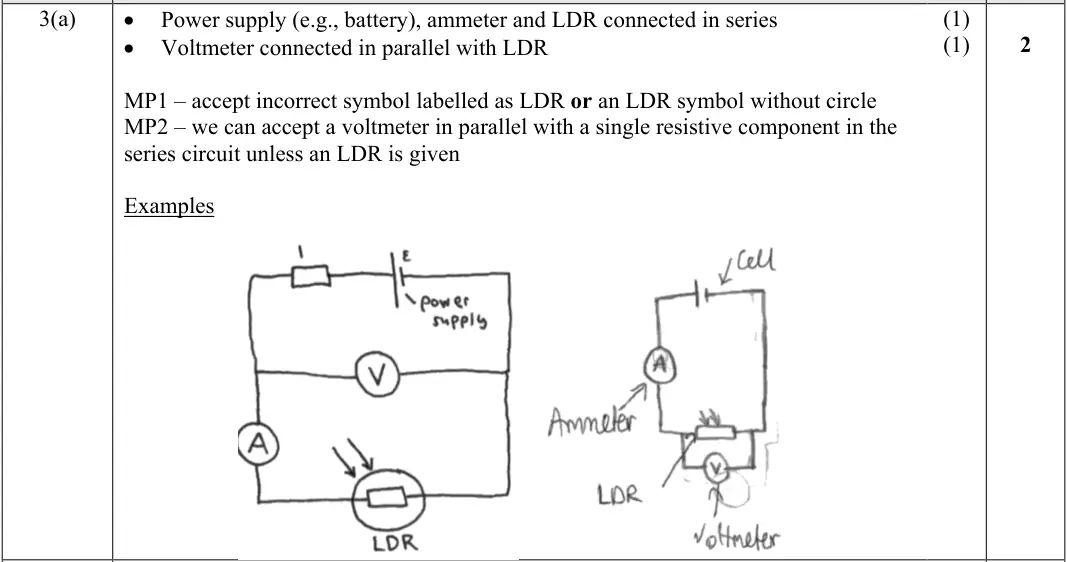 3(a)
• Power supply (e.g., battery), ammeter and LDR connected in series (1)
• Voltmeter connected in parallel with LDR (1) 2
MP1 – accept incorrect symbol labelled as LDR or an LDR symbol without circle
MP2 – we can accept a voltmeter in parallel with a single resistive component in the
series circuit unless an LDR is given
Examples
E
power
supply
V
A
LDR
Cell
A
Ammeter
V
LDR
Voltmeter